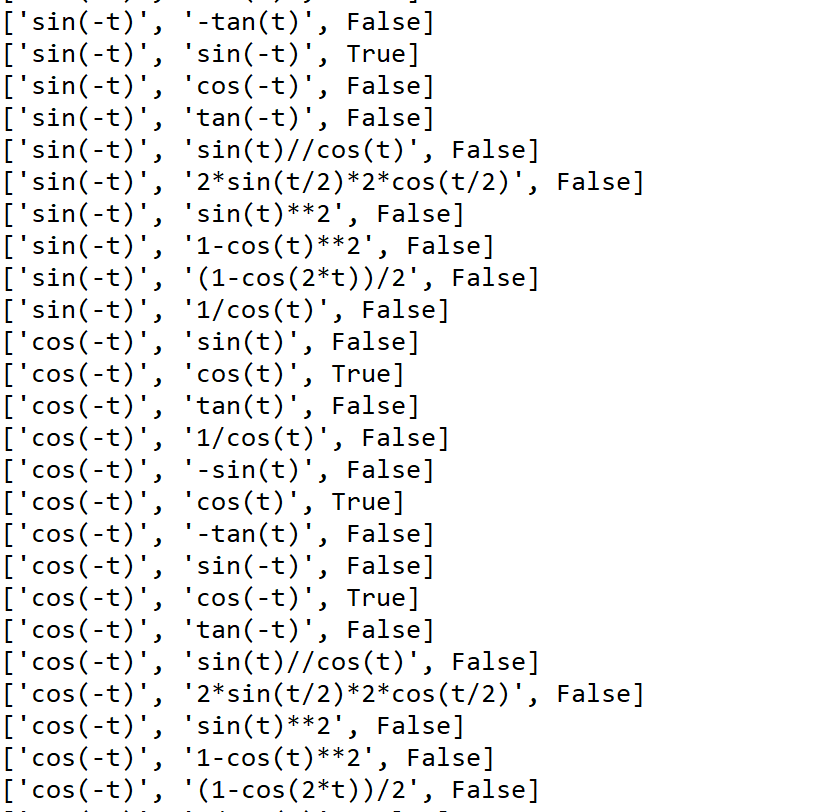 ['sin(-t)', '-tan(t)', False]
['sin(-t)', 'sin(-t)', True]
['sin(-t)', 'cos(-t)', False]
['sin(-t)', 'tan(-t)', False]
['sin(-t)', 'sin(t)//cos(t)', False]
['sin(-t)', '2*sin(t/2)*2*cos(t/2)', False]
['sin(-t)', 'sin(t)**2', False]
['sin(-t)', '1-cos(t)**2', False]
['sin(-t)', '(1-cos(2*t))/2', False]
['sin(-t)', '1/cos(t)', False]
['cos(-t)', 'sin(t)', False]
['cos(-t)', 'cos(t)', True]
['cos(-t)', 'tan(t)', False]
['cos(-t)', '1/cos(t)', False]
['cos(-t)', '-sin(t)', False]
['cos(-t)', 'cos(t)', True]
['cos(-t)', '-tan(t)', False]
['cos(-t)', 'sin(-t)', False]
['cos(-t)', 'cos(-t)', True]
['cos(-t)', 'tan(-t)', False]
['cos(-t)', 'sin(t)//cos(t)', False]
['cos(-t)', '2*sin(t/2)*2*cos(t/2)', False]
['cos(-t)', 'sin(t)**2', False]
['cos(-t)', '1-cos(t)**2', False]
['cos(-t)', '(1-cos(2*t))/2', False]